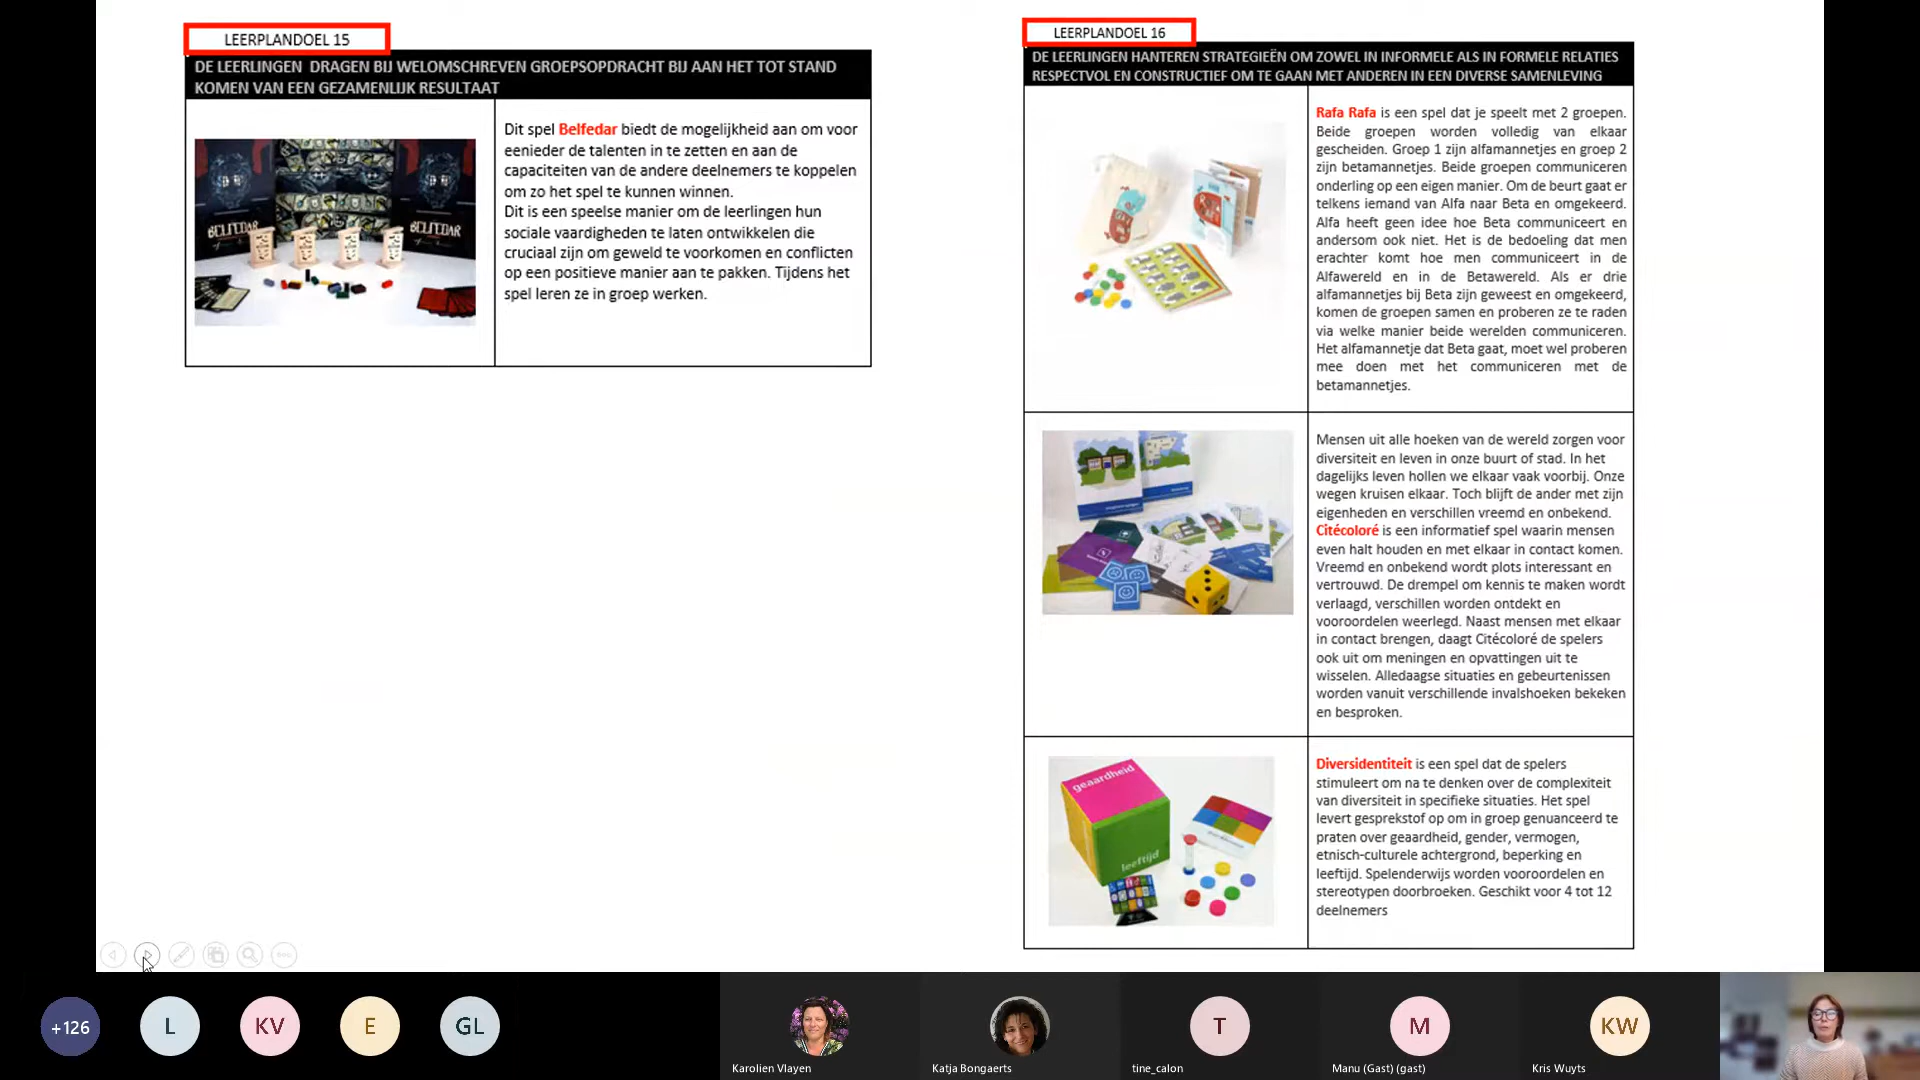 LEERPLANDOEL 15
DE LEERLINGEN DRAGEN BIJ WELOMSCHREVEN GROEPSOPDRACHT BIJ AAN HET TOT STAND
KOMEN VAN EEN GEZAMENLIJK RESULTAAT
BELFEDAR
BELFEDAR
Dit spel Belfedar biedt de mogelijkheid aan om voor
eenieder de talenten in te zetten en aan de
capaciteiten van de andere deelnemers te koppelen
om zo het spel te kunnen winnen.
Dit is een speelse manier om de leerlingen hun
sociale vaardigheden te laten ontwikkelen die
cruciaal zijn om geweld te voorkomen en conflicten
op een positieve manier aan te pakken. Tijdens het
spel leren ze in groep werken.
LEERPLANDOEL 16
DE LEERLINGEN HANTEREN STRATEGIEËN OM ZOWEL IN INFORMELE ALS IN FORMELE RELATIES
RESPECTVOL EN CONSTRUCTIEF OM TE GAAN MET ANDEREN IN EEN DIVERSE SAMENLEVING
Rafa Rafa is een spel dat je speelt met 2 groepen.
Beide groepen worden volledig van elkaar
gescheiden. Groep 1 zijn alfamannetjes en groep 2
zijn betamannetjes. Beide groepen communiceren
onderling op een eigen manier. Om de beurt gaat er
telkens iemand van Alfa naar Beta en omgekeerd.
Alfa heeft geen idee hoe Beta communiceert en
andersom ook niet. Het is de bedoeling dat men
erachter komt hoe men communiceert in de
Alfawereld en in de Betawereld. Als er drie
alfamannetjes bij Beta zijn geweest en omgekeerd,
komen de groepen samen en proberen ze te raden
via welke manier beide werelden communiceren.
Het alfamannetje dat Beta gaat, moet wel proberen
mee doen met het communiceren met de
betamannetjes.
Mensen uit alle hoeken van de wereld zorgen voor
diversiteit en leven in onze buurt of stad. In het
dagelijks leven hollen we elkaar vaak voorbij. Onze
wegen kruisen elkaar. Toch blijft de ander met zijn
eigenheden en verschillen vreemd en onbekend.
Citécoloré is een informatief spel waarin mensen
even halt houden en met elkaar in contact komen.
Vreemd en onbekend wordt plots interessant en
vertrouwd. De drempel om kennis te maken wordt
verlaagd, verschillen worden ontdekt en
vooroordelen weerlegd. Naast mensen met elkaar
in contact brengen, daagt Citécoloré de spelers
ook uit om meningen en opvattingen uit te
wisselen. Alledaagse situaties en gebeurtenissen
worden vanuit verschillende invalshoeken bekeken
en besproken.
geaardheid
leeftijd
Diversidentiteit is een spel dat de spelers
stimuleert om na te denken over de complexiteit
van diversiteit in specifieke situaties. Het spel
levert gesprekstof op om in groep genuanceerd te
praten over geaardheid, gender, vermogen,
etnisch-culturele achtergrond, beperking en
leeftijd. Spelenderwijs worden vooroordelen en
stereotypen doorbroken. Geschikt voor 4 tot 12
deelnemers
+126
L
KV
E
GL
T
M
KW
Karolien Vlayen
Katja Bongaerts
tine_calon
Manu (Gast) (gast)
Kris Wuyts